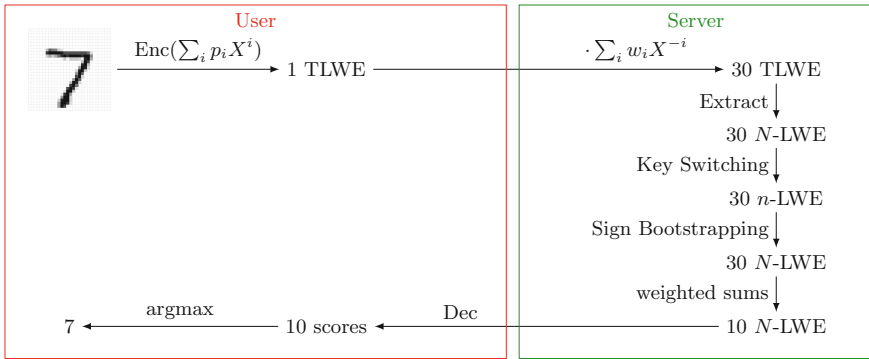 User
Server
Enc(∑_i p_i X^i)
· ∑_i w_i X^{-i}
1 TLWE
30 TLWE
Extract
30 N-LWE
Key Switching
30 n-LWE
Sign Bootstrapping
30 N-LWE
weighted sums
7
argmax
10 scores
Dec
10 N-LWE
7